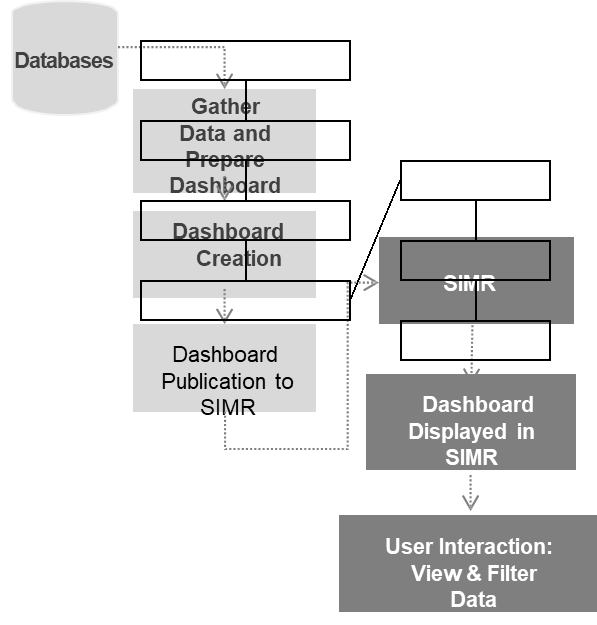 Databases
Gather
Data and
Prepare
Dashboard
Dashboard
Creation
Dashboard
Publication to
SIMR
SIMR
Dashboard
Displayed in
SIMR
User Interaction:
View & Filter
Data